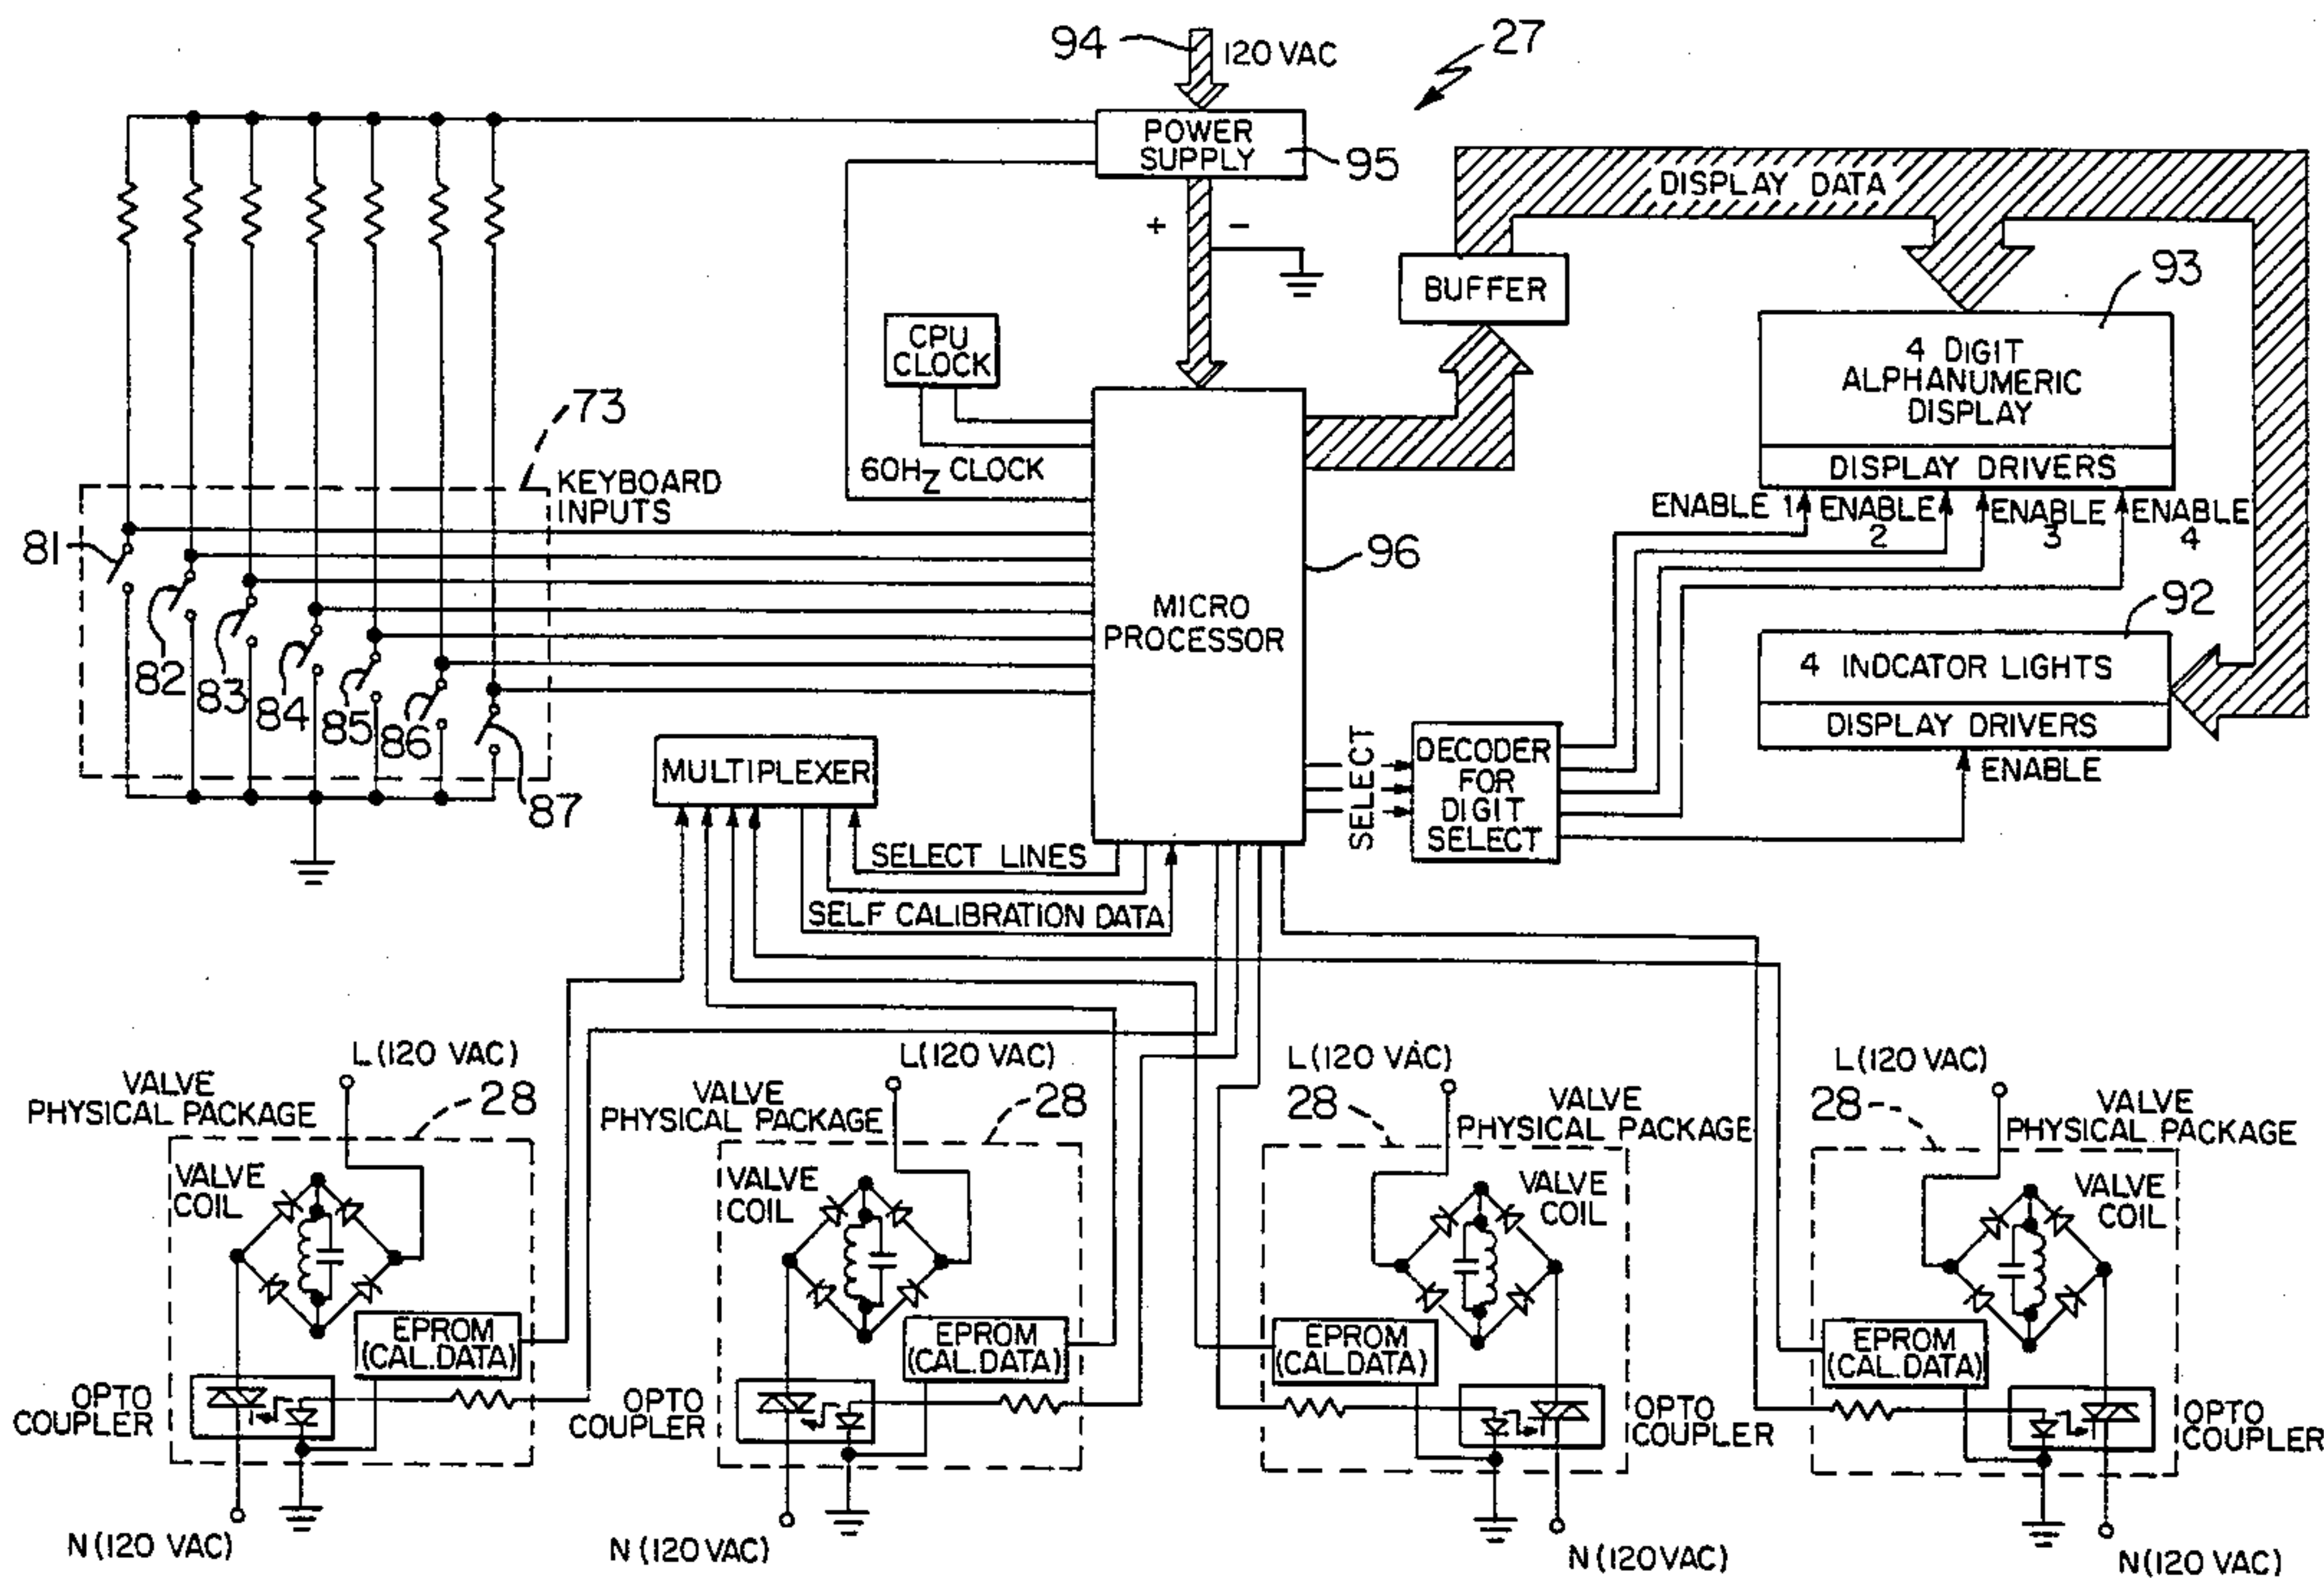 94
120 VAC
27
POWER
SUPPLY
95
+
−
DISPLAY DATA
BUFFER
93
CPU
CLOCK
4 DIGIT
ALPHANUMERIC
DISPLAY
DISPLAY DRIVERS
73
60HZ CLOCK
KEYBOARD
INPUTS
ENABLE 1
ENABLE
2
ENABLE
3
ENABLE
4
81
96
MICRO
PROCESSOR
92
4 INDCATOR LIGHTS
DISPLAY DRIVERS
ENABLE
82
83
84
85
86
87
MULTIPLEXER
SELECT
DECODER
FOR
DIGIT
SELECT
SELECT LINES
SELF CALIBRATION DATA
L(120 VAC)
VALVE
PHYSICAL PACKAGE
28
VALVE
COIL
EPROM
(CAL.DATA)
OPTO
COUPLER
N(120 VAC)
L(120 VAC)
VALVE
PHYSICAL PACKAGE
28
VALVE
COIL
EPROM
(CAL.DATA)
OPTO
COUPLER
N(120 VAC)
L(120 VAC)
28
VALVE
PHYSICAL PACKAGE
VALVE
COIL
EPROM
(CAL.DATA)
OPTO
COUPLER
N(120 VAC)
L(120 VAC)
28
VALVE
PHYSICAL PACKAGE
VALVE
COIL
EPROM
(CAL.DATA)
OPTO
COUPLER
N(120 VAC)